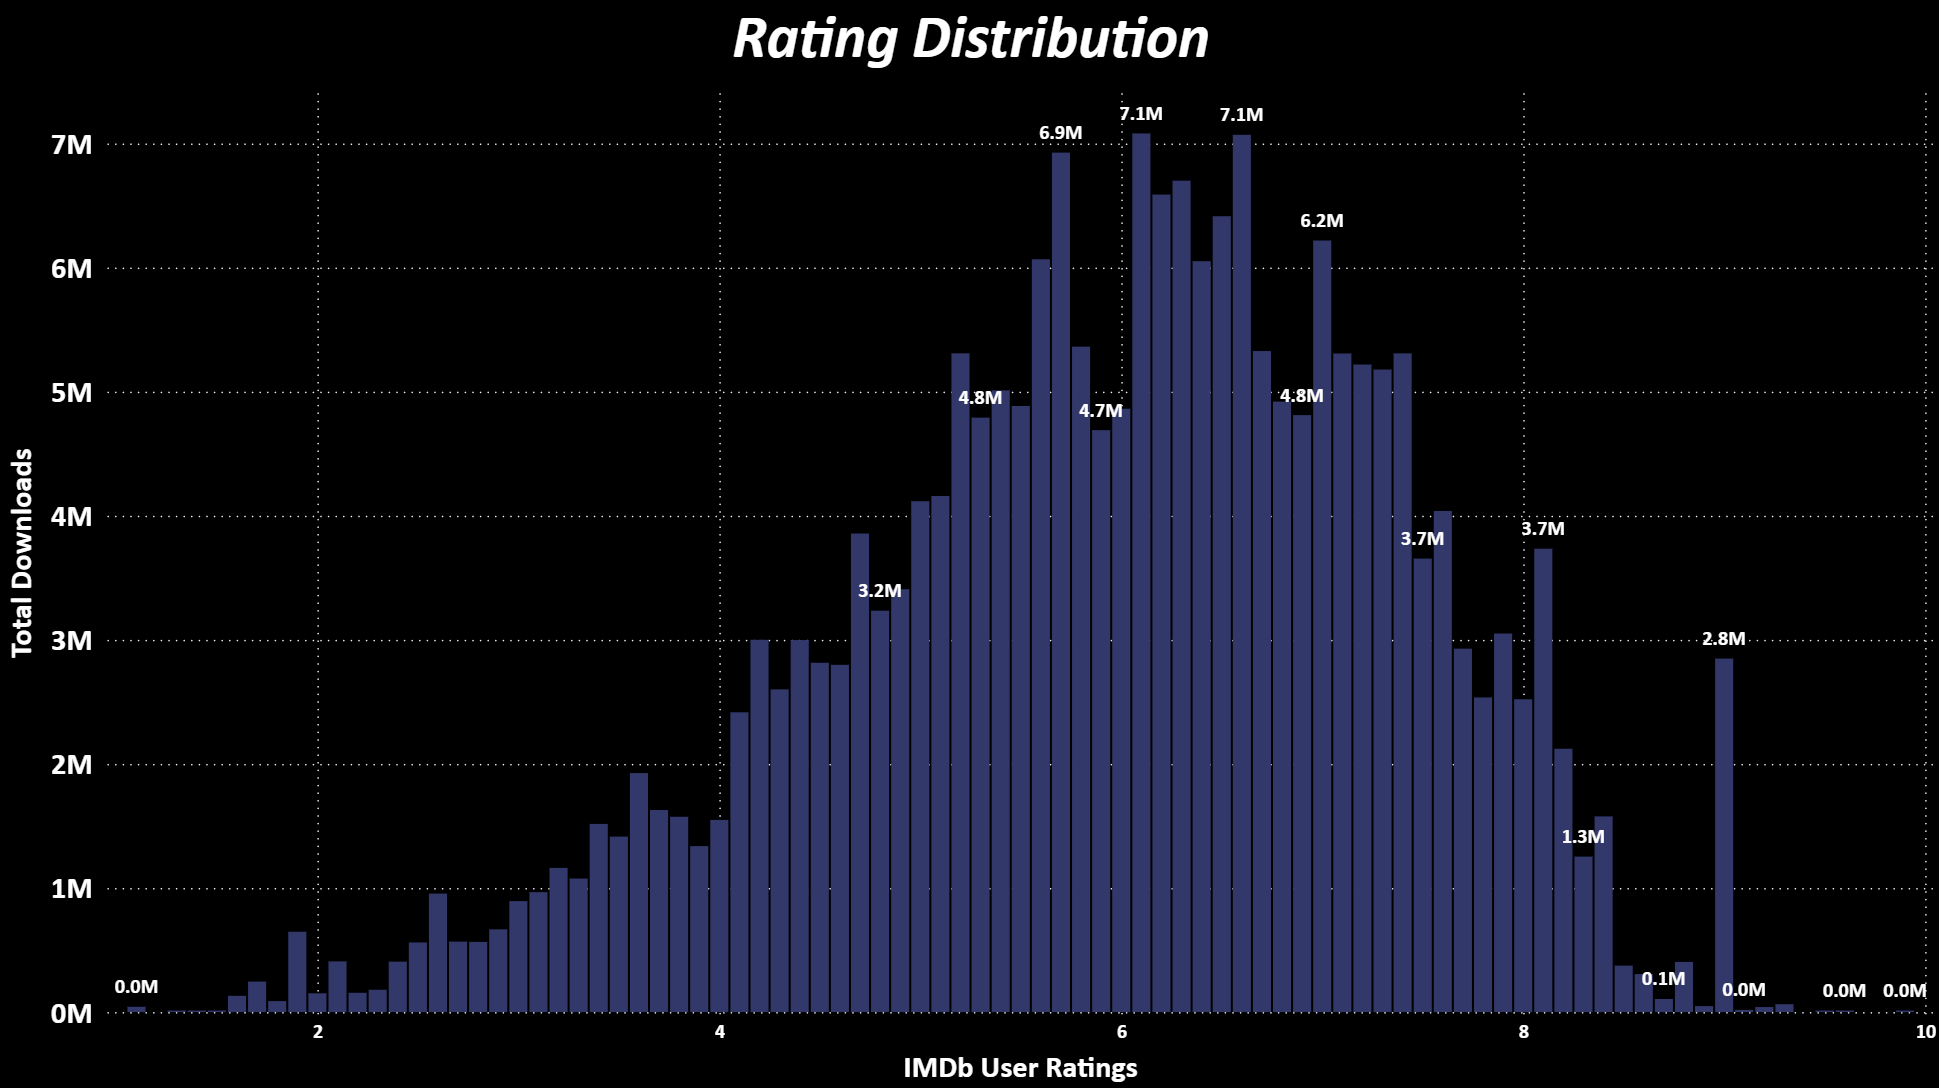 Rating Distribution
7M
6M
5M
4M
3M
2M
1M
0M
Total Downloads
0.0M
3.2M
4.8M
6.9M
4.7M
7.1M
7.1M
4.8M
6.2M
3.7M
3.7M
1.3M
0.1M
2.8M
0.0M
0.0M
0.0M
2
4
6
8
10
IMDb User Ratings